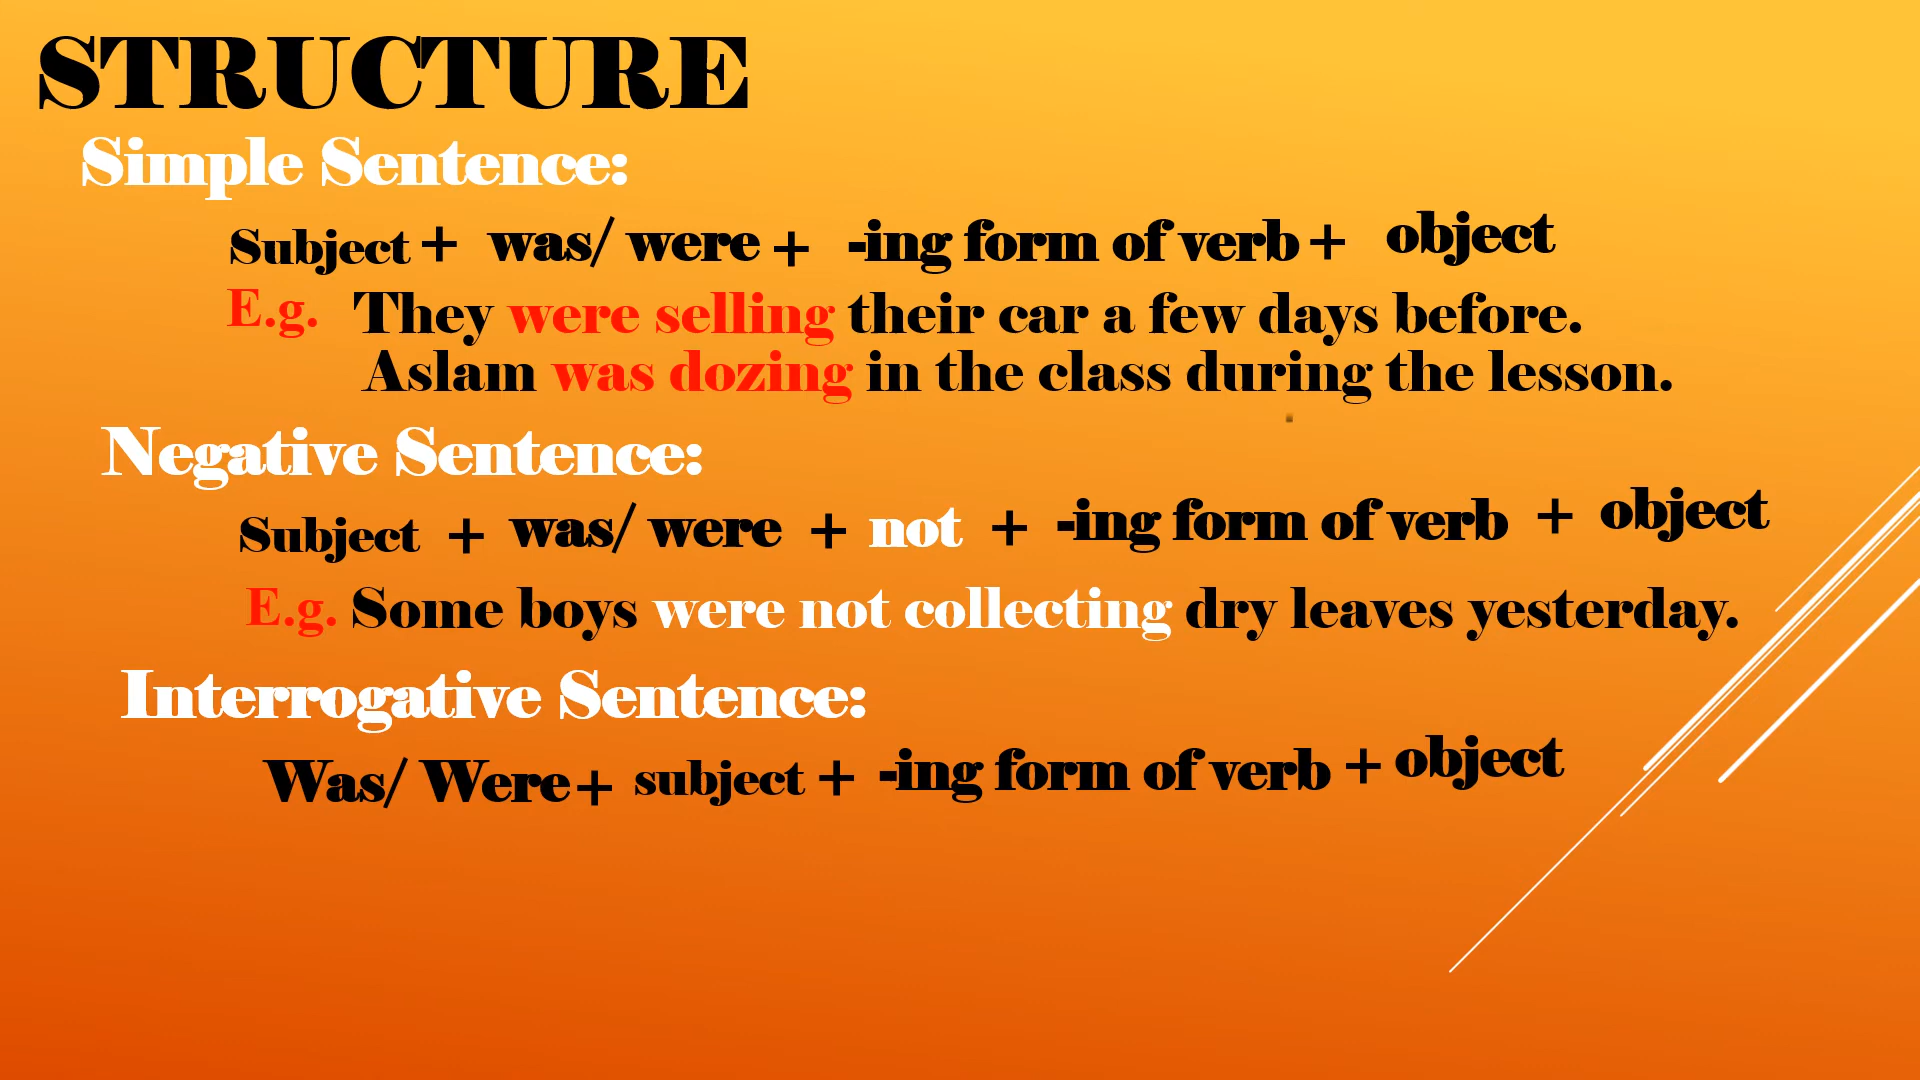 STRUCTURE
Simple Sentence:
Subject + was/ were + -ing form of verb + object
E.g. They were selling their car a few days before.
Aslam was dozing in the class during the lesson.
Negative Sentence:
Subject + was/ were + not + -ing form of verb + object
E.g. Some boys were not collecting dry leaves yesterday.
Interrogative Sentence:
Was/ Were + subject + -ing form of verb + object